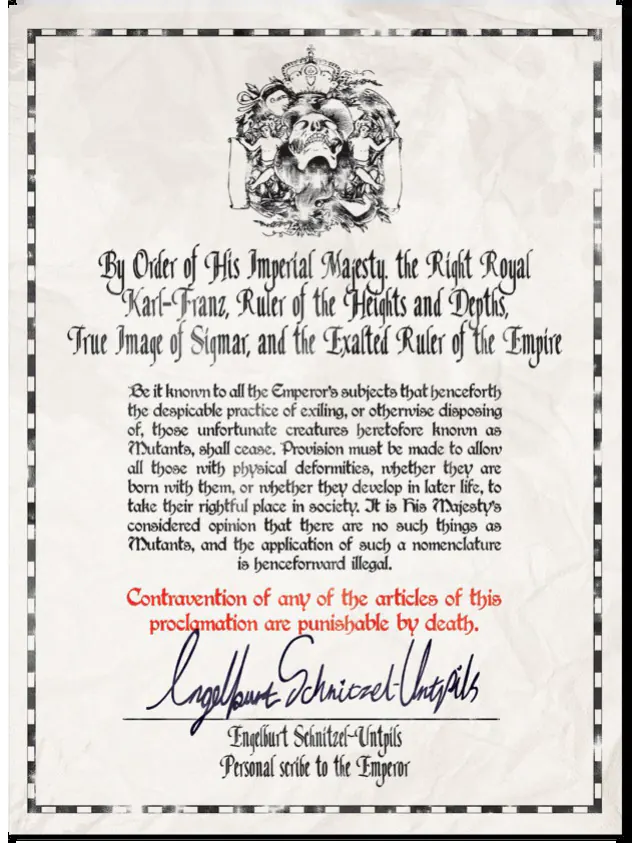 By Order of His Imperial Majesty, the Right Royal
Karl-Franz, Ruler of the Heights and Depths,
True Image of Sigmar, and the Exalted Ruler of the Empire
Be it known to all the Emperor's subjects that henceforth
the despicable practice of exiling, or otherwise disposing
of, those unfortunate creatures heretofore known as
Mutants, shall cease. Provision must be made to allow
all those with physical deformities, whether they are
born with them, or whether they develop in later life, to
take their rightful place in society. It is His Majesty's
considered opinion that there are no such things as
Mutants, and the application of such a nomenclature
is henceforward illegal.
Contravention of any of the articles of this
proclamation are punishable by death.
Engelburt Schnitzel-Untpils
Engelburt Schnitzel-Untpils
Personal scribe to the Emperor